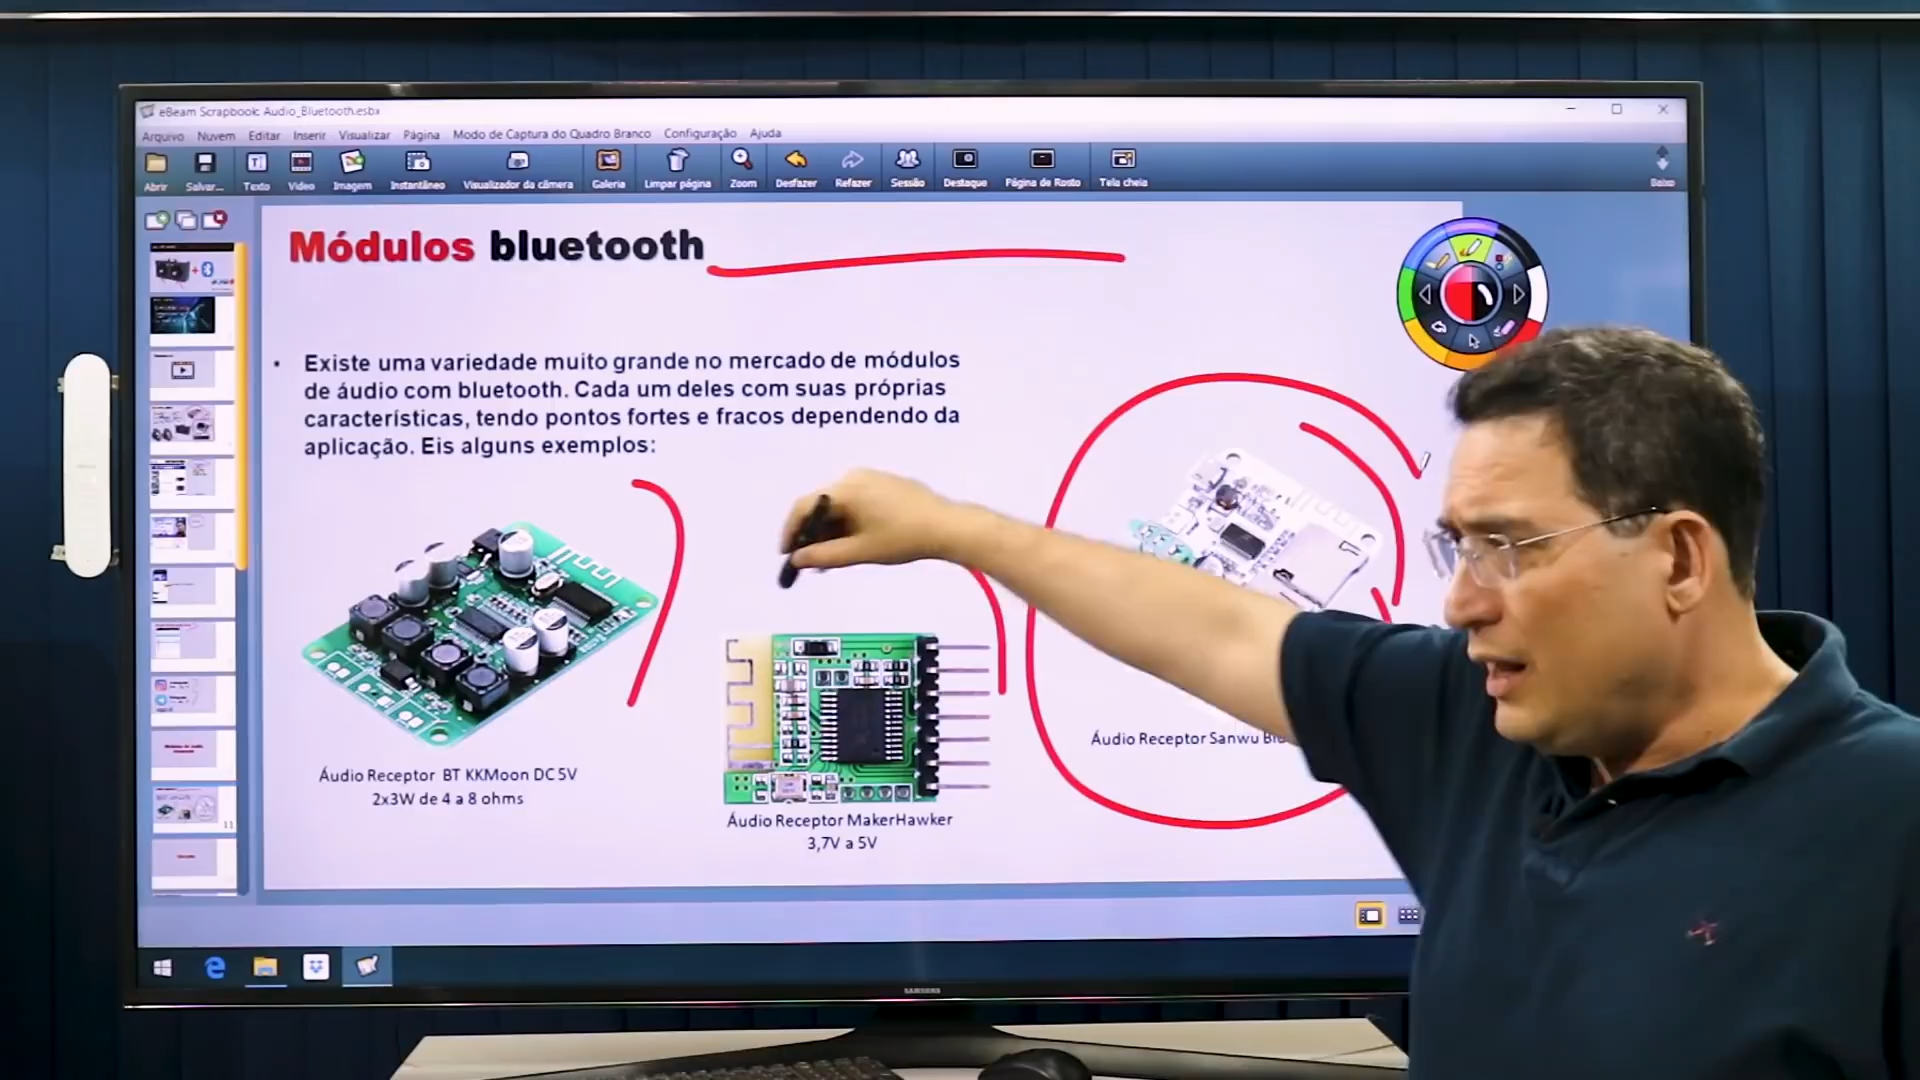 eBeam Scrapbook: Audio_Bluetooth.esbx
Arquivo Nuvem Editar Inserir Visualizar Página Modo de Captura do Quadro Branco Configuração Ajuda
Abrir Salvar... Texto Video Imagem Instantâneo Visualizador da câmera Galeria Limpar página Zoom Desfazer Refazer Sessão Destaque Página de Rosto Tela cheia Baixo
Módulos bluetooth
• Existe uma variedade muito grande no mercado de módulos
de áudio com bluetooth. Cada um deles com suas próprias
características, tendo pontos fortes e fracos dependendo da
aplicação. Eis alguns exemplos:
Áudio Receptor BT KKMoon DC 5V
2x3W de 4 a 8 ohms
Áudio Receptor MakerHawker
3,7V a 5V
Áudio Receptor Sanwu
11
SAMSUNG